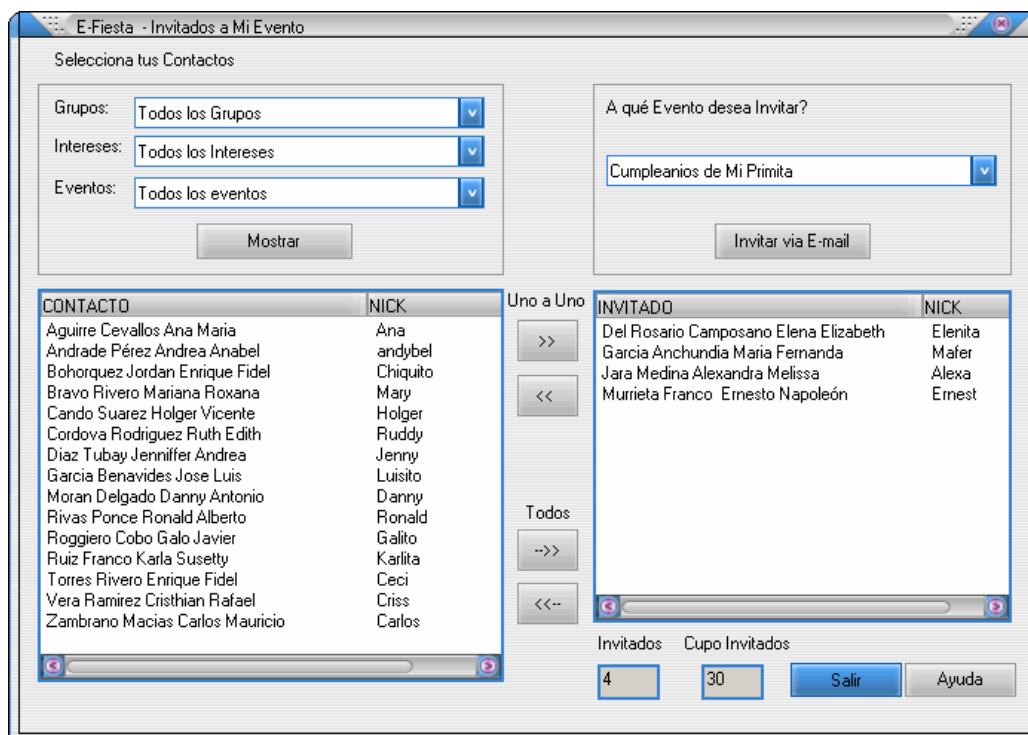 E-Fiesta - Invitados a Mi Evento
Selecciona tus Contactos
Grupos: Todos los Grupos
Intereses: Todos los Intereses
Eventos: Todos los eventos
Mostrar
A qué Evento desea Invitar?
Cumpleanios de Mi Primita
Invitar via E-mail
CONTACTO NICK
Aguirre Cevallos Ana Maria Ana
Andrade Pérez Andrea Anabel andybel
Bohorquez Jordan Enrique Fidel Chiquito
Bravo Rivero Mariana Roxana Mary
Cando Suarez Holger Vicente Holger
Cordova Rodriguez Ruth Edith Ruddy
Diaz Tubay Jenniffer Andrea Jenny
Garcia Benavides Jose Luis Luisito
Moran Delgado Danny Antonio Danny
Rivas Ponce Ronald Alberto Ronald
Roggiero Cobo Galo Javier Galito
Ruiz Franco Karla Susetty Karlita
Torres Rivero Enrique Fidel Ceci
Vera Ramirez Cristhian Rafael Criss
Zambrano Macias Carlos Mauricio Carlos
Uno a Uno
>>
<<
Todos
-->>
<<--
INVITADO NICK
Del Rosario Camposano Elena Elizabeth Elenita
Garcia Anchundia Maria Fernanda Mafer
Jara Medina Alexandra Melissa Alexa
Murrieta Franco Ernesto Napoleón Ernest
Invitados Cupo Invitados
4 30 Salir Ayuda